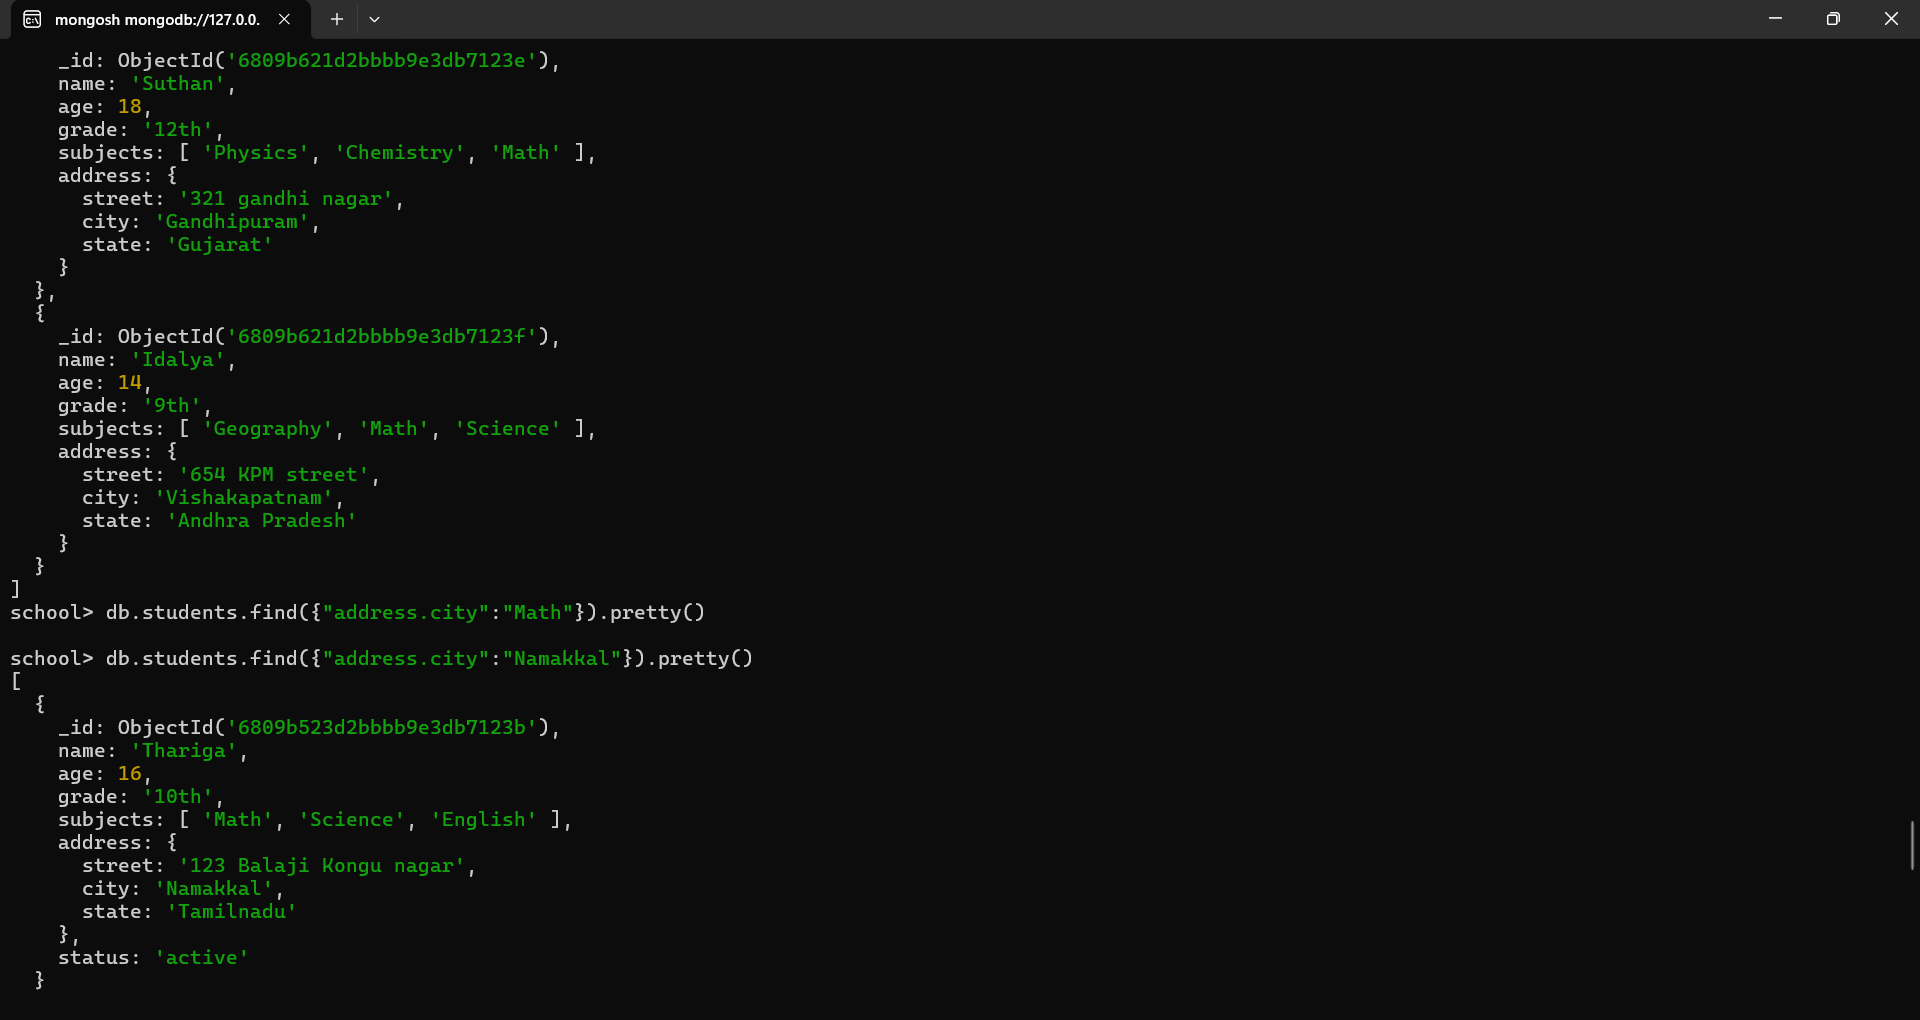 mongosh mongodb://127.0.0.
_id: ObjectId('6809b621d2bbbb9e3db7123e'),
name: 'Suthan',
age: 18,
grade: '12th',
subjects: [ 'Physics', 'Chemistry', 'Math' ],
address: {
street: '321 gandhi nagar',
city: 'Gandhipuram',
state: 'Gujarat'
}
},
{
_id: ObjectId('6809b621d2bbbb9e3db7123f'),
name: 'Idalya',
age: 14,
grade: '9th',
subjects: [ 'Geography', 'Math', 'Science' ],
address: {
street: '654 KPM street',
city: 'Vishakapatnam',
state: 'Andhra Pradesh'
}
}
]
school> db.students.find({"address.city":"Math"}).pretty()
school> db.students.find({"address.city":"Namakkal"}).pretty()
[
{
_id: ObjectId('6809b523d2bbbb9e3db7123b'),
name: 'Thariga',
age: 16,
grade: '10th',
subjects: [ 'Math', 'Science', 'English' ],
address: {
street: '123 Balaji Kongu nagar',
city: 'Namakkal',
state: 'Tamilnadu'
},
status: 'active'
}